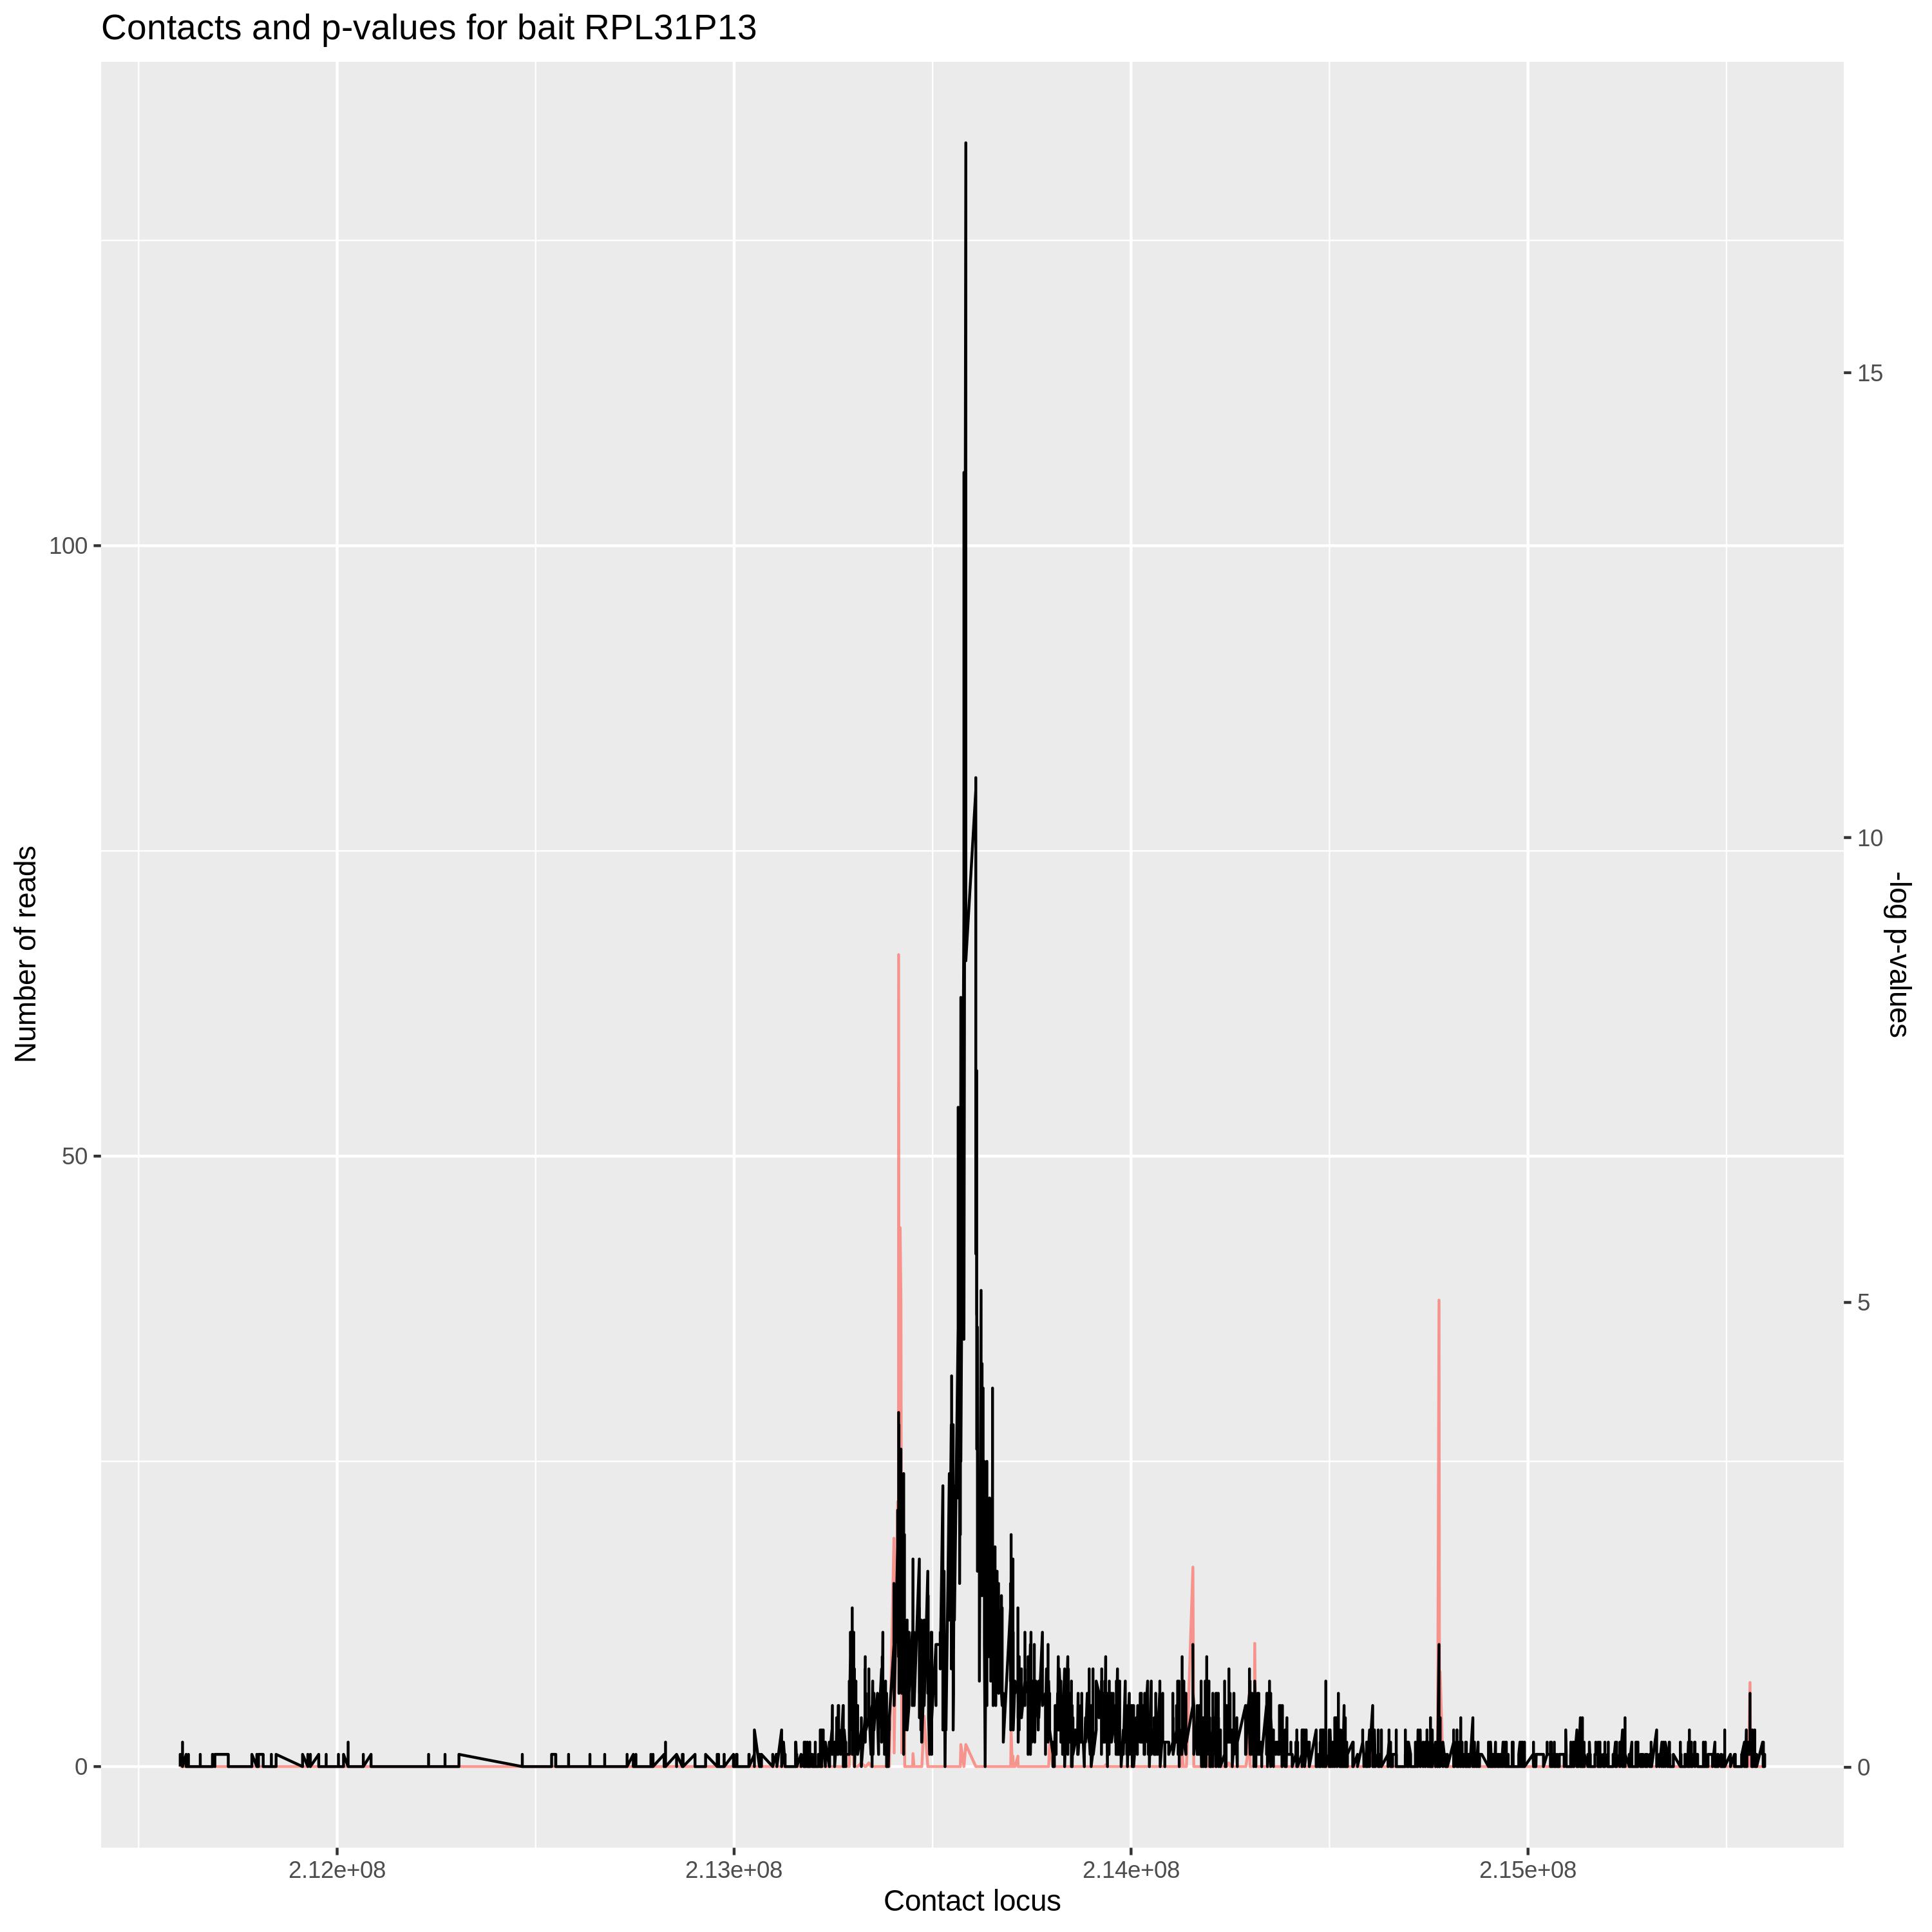 Contacts and p-values for bait RPL31P13
100
50
0
15
10
5
0
Number of reads
-log p-values
2.12e+08 2.13e+08 2.14e+08 2.15e+08
Contact locus